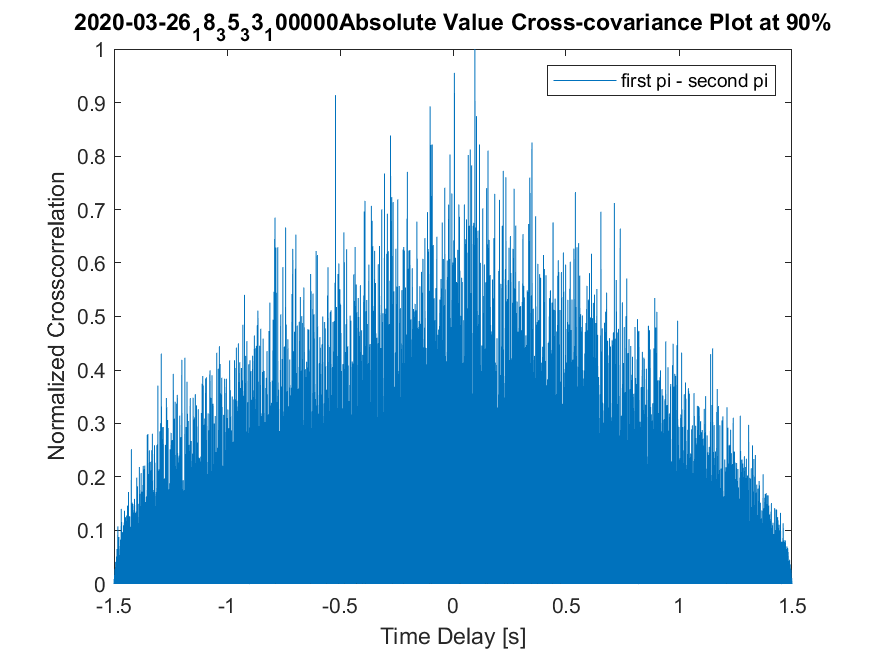 2020-03-26₁8₃5₃3₁00000Absolute Value Cross-covariance Plot at 90%
first pi - second pi
Normalized Crosscorrelation
1
0.9
0.8
0.7
0.6
0.5
0.4
0.3
0.2
0.1
0
-1.5 -1 -0.5 0 0.5 1 1.5
Time Delay [s]